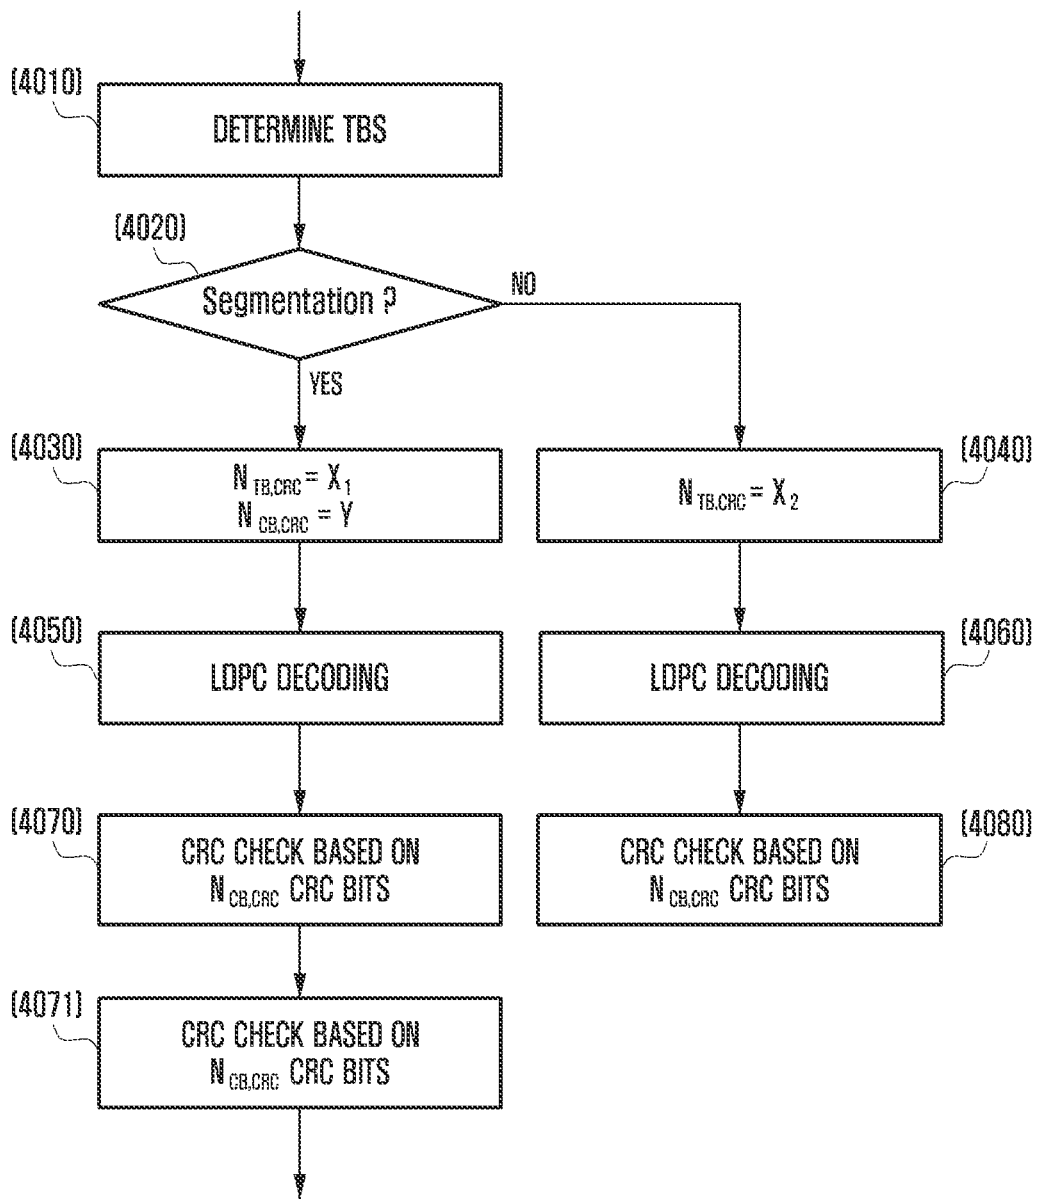 (4010)
DETERMINE TBS
(4020)
Segmentation ?
NO
YES
(4030)
N TB,CRC = X 1
N CB,CRC = Y
(4040)
N TB,CRC = X 2
(4050)
LDPC DECODING
(4060)
LDPC DECODING
(4070)
CRC CHECK BASED ON
N CB,CRC CRC BITS
(4080)
CRC CHECK BASED ON
N CB,CRC CRC BITS
(4071)
CRC CHECK BASED ON
N CB,CRC CRC BITS